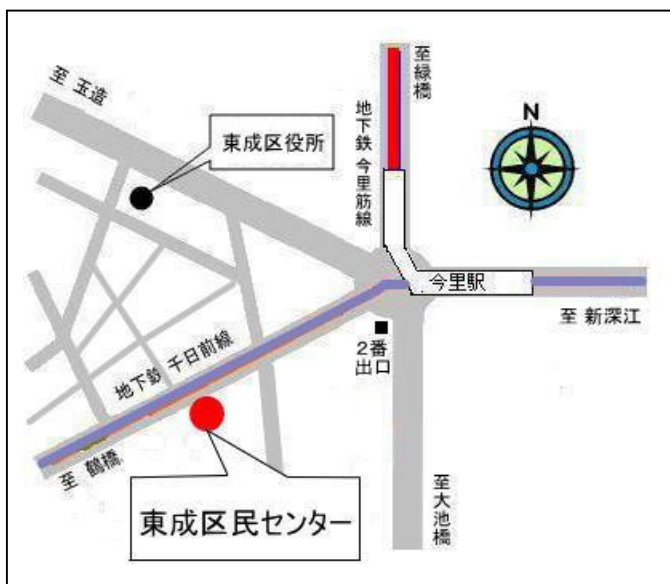 至 玉造
東成区役所
地下鉄 今里筋線
至緑橋
N
今里駅
至 新深江
2番
出口
地下鉄 千日前線
至 鶴橋
東成区民センター
至大池橋